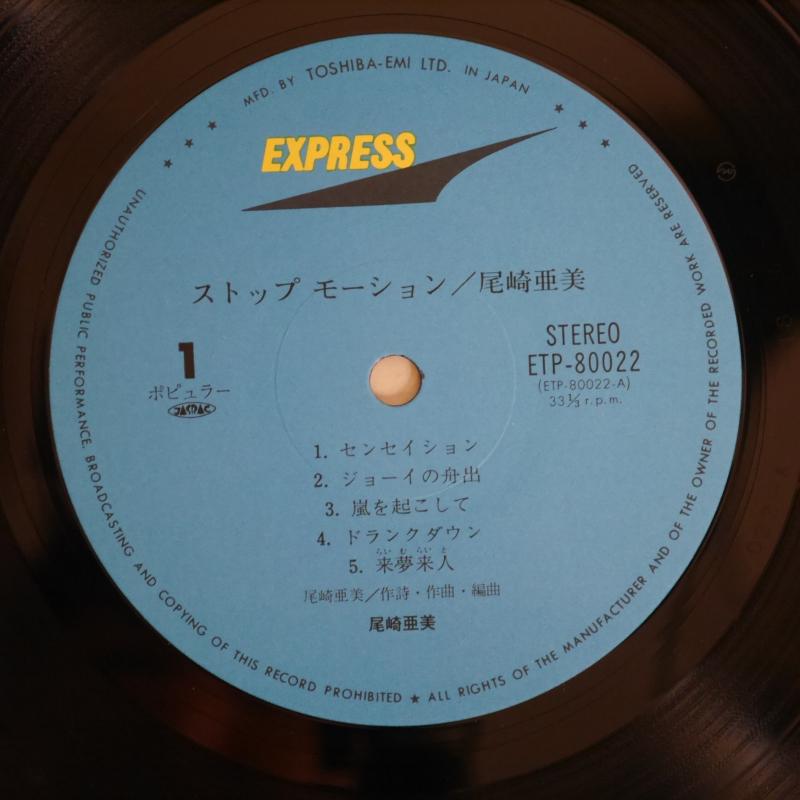 MFD. BY TOSHIBA-EMI LTD. IN JAPAN
EXPRESS
ストップ モーション／尾崎亜美
1
ポピュラー
JASRAC
STEREO
ETP-80022
(ETP-80022-A)
33⅓ r.p.m.
1. センセイション
2. ジョーイの舟出
3. 嵐を起こして
4. ドランクダウン
らい む らい と
5. 来夢来人
尾崎亜美／作詩・作曲・編曲
尾崎亜美
UNAUTHORIZED PUBLIC PERFORMANCE, BROADCASTING AND COPYING OF THIS RECORD PROHIBITED ★ ALL RIGHTS OF THE MANUFACTURER AND OF THE OWNER OF THE RECORDED WORK ARE RESERVED